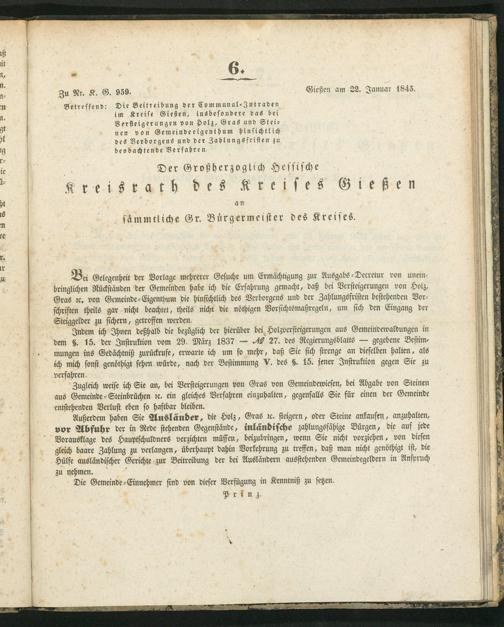 6.
Zu Nr. K. G. 959.
Gießen am 22. Januar 1845.
Betreffend: Die Beitreibung der Communal-Intraden
im Kreise Gießen, insbesondere das bei
Versteigerungen von Holz, Gras und Stei-
nen von Gemeindeeigenthum hinsichtlich
des Verborgens und der Zahlungsfristen zu
beobachtende Verfahren.
Der Großherzoglich Hessische
Kreisrath des Kreises Gießen
an
sämmtliche Gr. Bürgermeister des Kreises.
Bei Gelegenheit der Vorlage mehrerer Gesuche um Ermächtigung zur Ausgabs-Decretur von unein-
bringlichen Rückständen der Gemeinden habe ich die Erfahrung gemacht, daß bei Versteigerungen von Holz,
Gras ꝛc. von Gemeinde-Eigenthum die hinsichtlich des Verborgens und der Zahlungsfristen bestehenden Vor-
schriften theils gar nicht beachtet, theils nicht die nöthigen Vorsichtsmaßregeln, um sich den Eingang der
Steiggelder zu sichern, getroffen werden.
Indem ich Ihnen deßhalb die bezüglich der hierüber bei Holzversteigerungen aus Gemeindewaldungen in
dem §. 15. der Instruktion vom 29. März 1837 — № 27. des Regierungsblatts — gegebene Bestim-
mungen ins Gedächtniß zurückrufe, erwarte ich um so mehr, daß Sie sich strenge an dieselben halten, als
ich mich sonst genöthigt sehen würde, nach der Bestimmung V. des §. 15. jener Instruktion gegen Sie zu
verfahren.
Zugleich weise ich Sie an, bei Versteigerungen von Gras von Gemeindewiesen, bei Abgabe von Steinen
aus Gemeinde-Steinbrüchen ꝛc. ein gleiches Verfahren einzuhalten, gegenfalls Sie für einen der Gemeinde
entstehenden Verlust eben so haftbar bleiben.
Außerdem haben Sie Ausländer, die Holz, Gras ꝛc. steigern, oder Steine ankaufen, anzuhalten,
vor Abfuhr der in Rede stehenden Gegenstände, inländische zahlungsfähige Bürgen, die auf jede
Vorausklage des Hauptschuldners verzichten müssen, beizubringen, wenn Sie nicht vorziehen, von diesen
gleich baare Zahlung zu verlangen, überhaupt dahin Vorkehrung zu treffen, daß man nicht genöthigt ist, die
Hülfe ausländischer Gerichte zur Beitreibung der bei Ausländern ausstehenden Gemeindegeldern in Anspruch
zu nehmen.
Die Gemeinde-Einnehmer sind von dieser Verfügung in Kenntniß zu setzen.
Prinz.